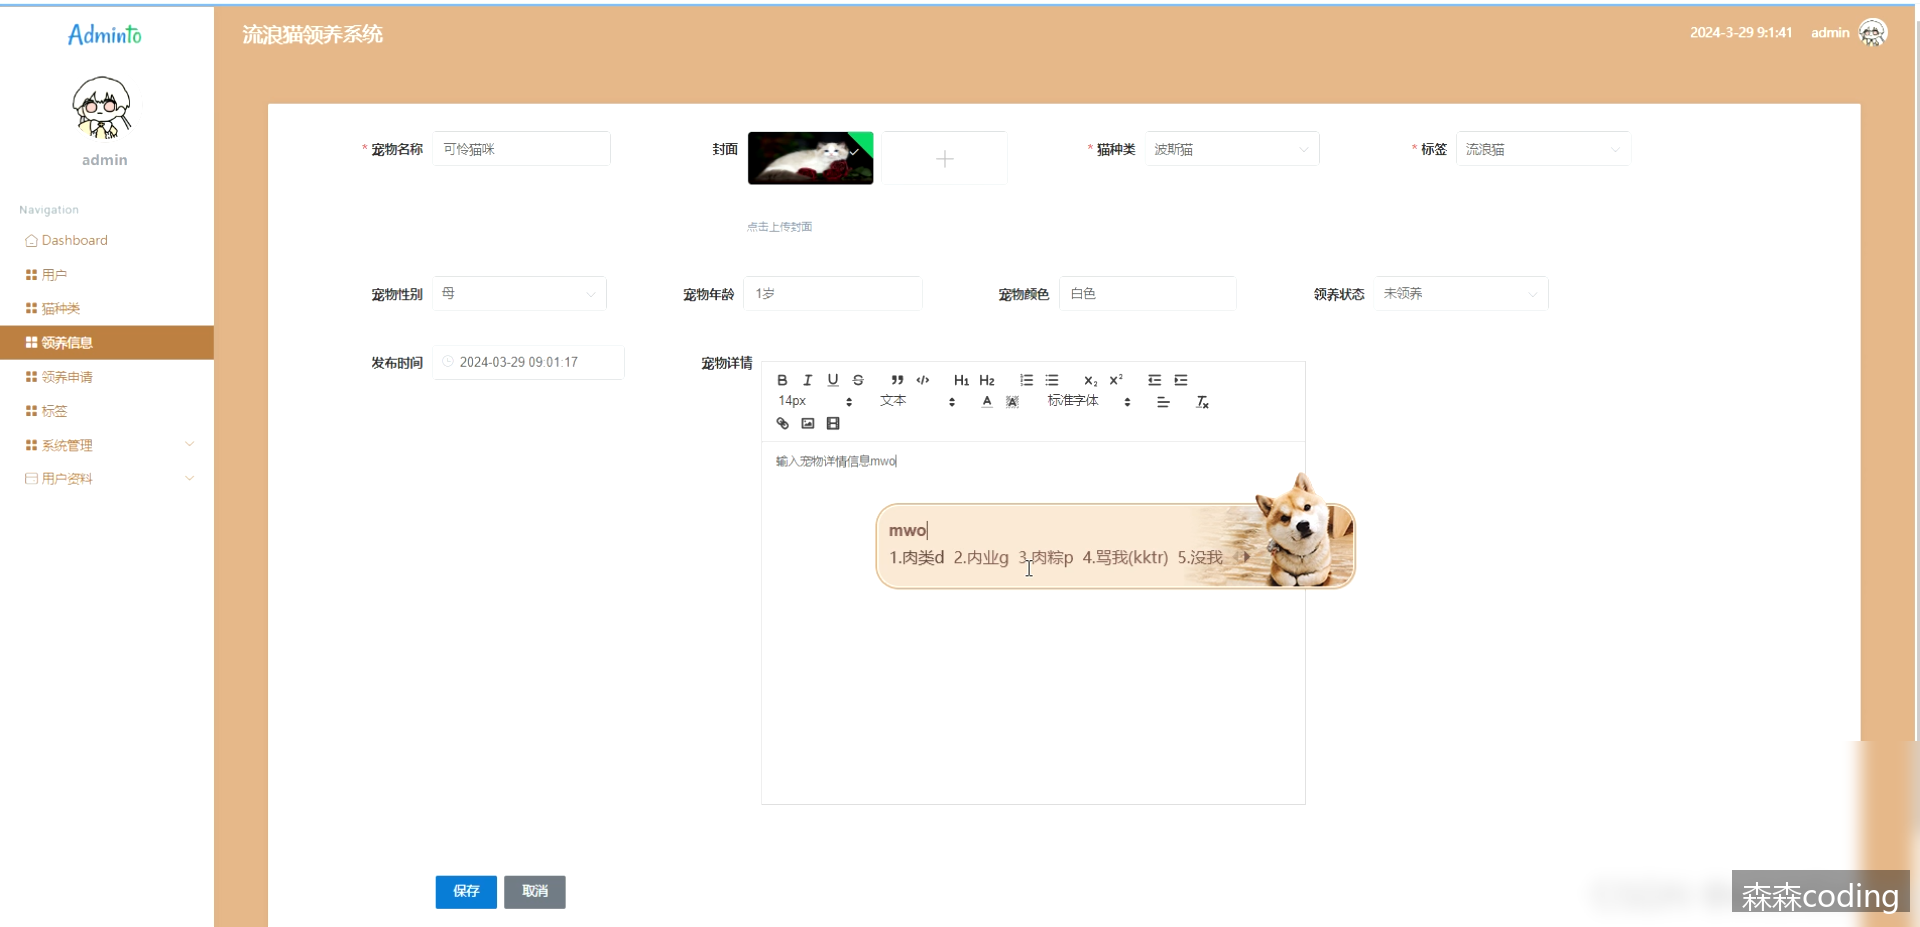 Adminto
流浪猫领养系统
2024-3-29 9:1:41 admin
admin
Navigation
Dashboard
用户
猫种类
领养信息
领养申请
标签
系统管理
用户资料
* 宠物名称 可怜猫咪
封面
点击上传封面
* 猫种类 波斯猫
* 标签 流浪猫
宠物性别 母
宠物年龄 1岁
宠物颜色 白色
领养状态 未领养
发布时间 2024-03-29 09:01:17
宠物详情
B I U S ” </> H1 H2 x₂ x²
14px 文本 A A 标准字体 Tx
输入宠物详情信息mwo
mwo
1.肉类d 2.内业g 3.肉粽p 4.骂我(kktr) 5.没我
保存 取消
森森coding